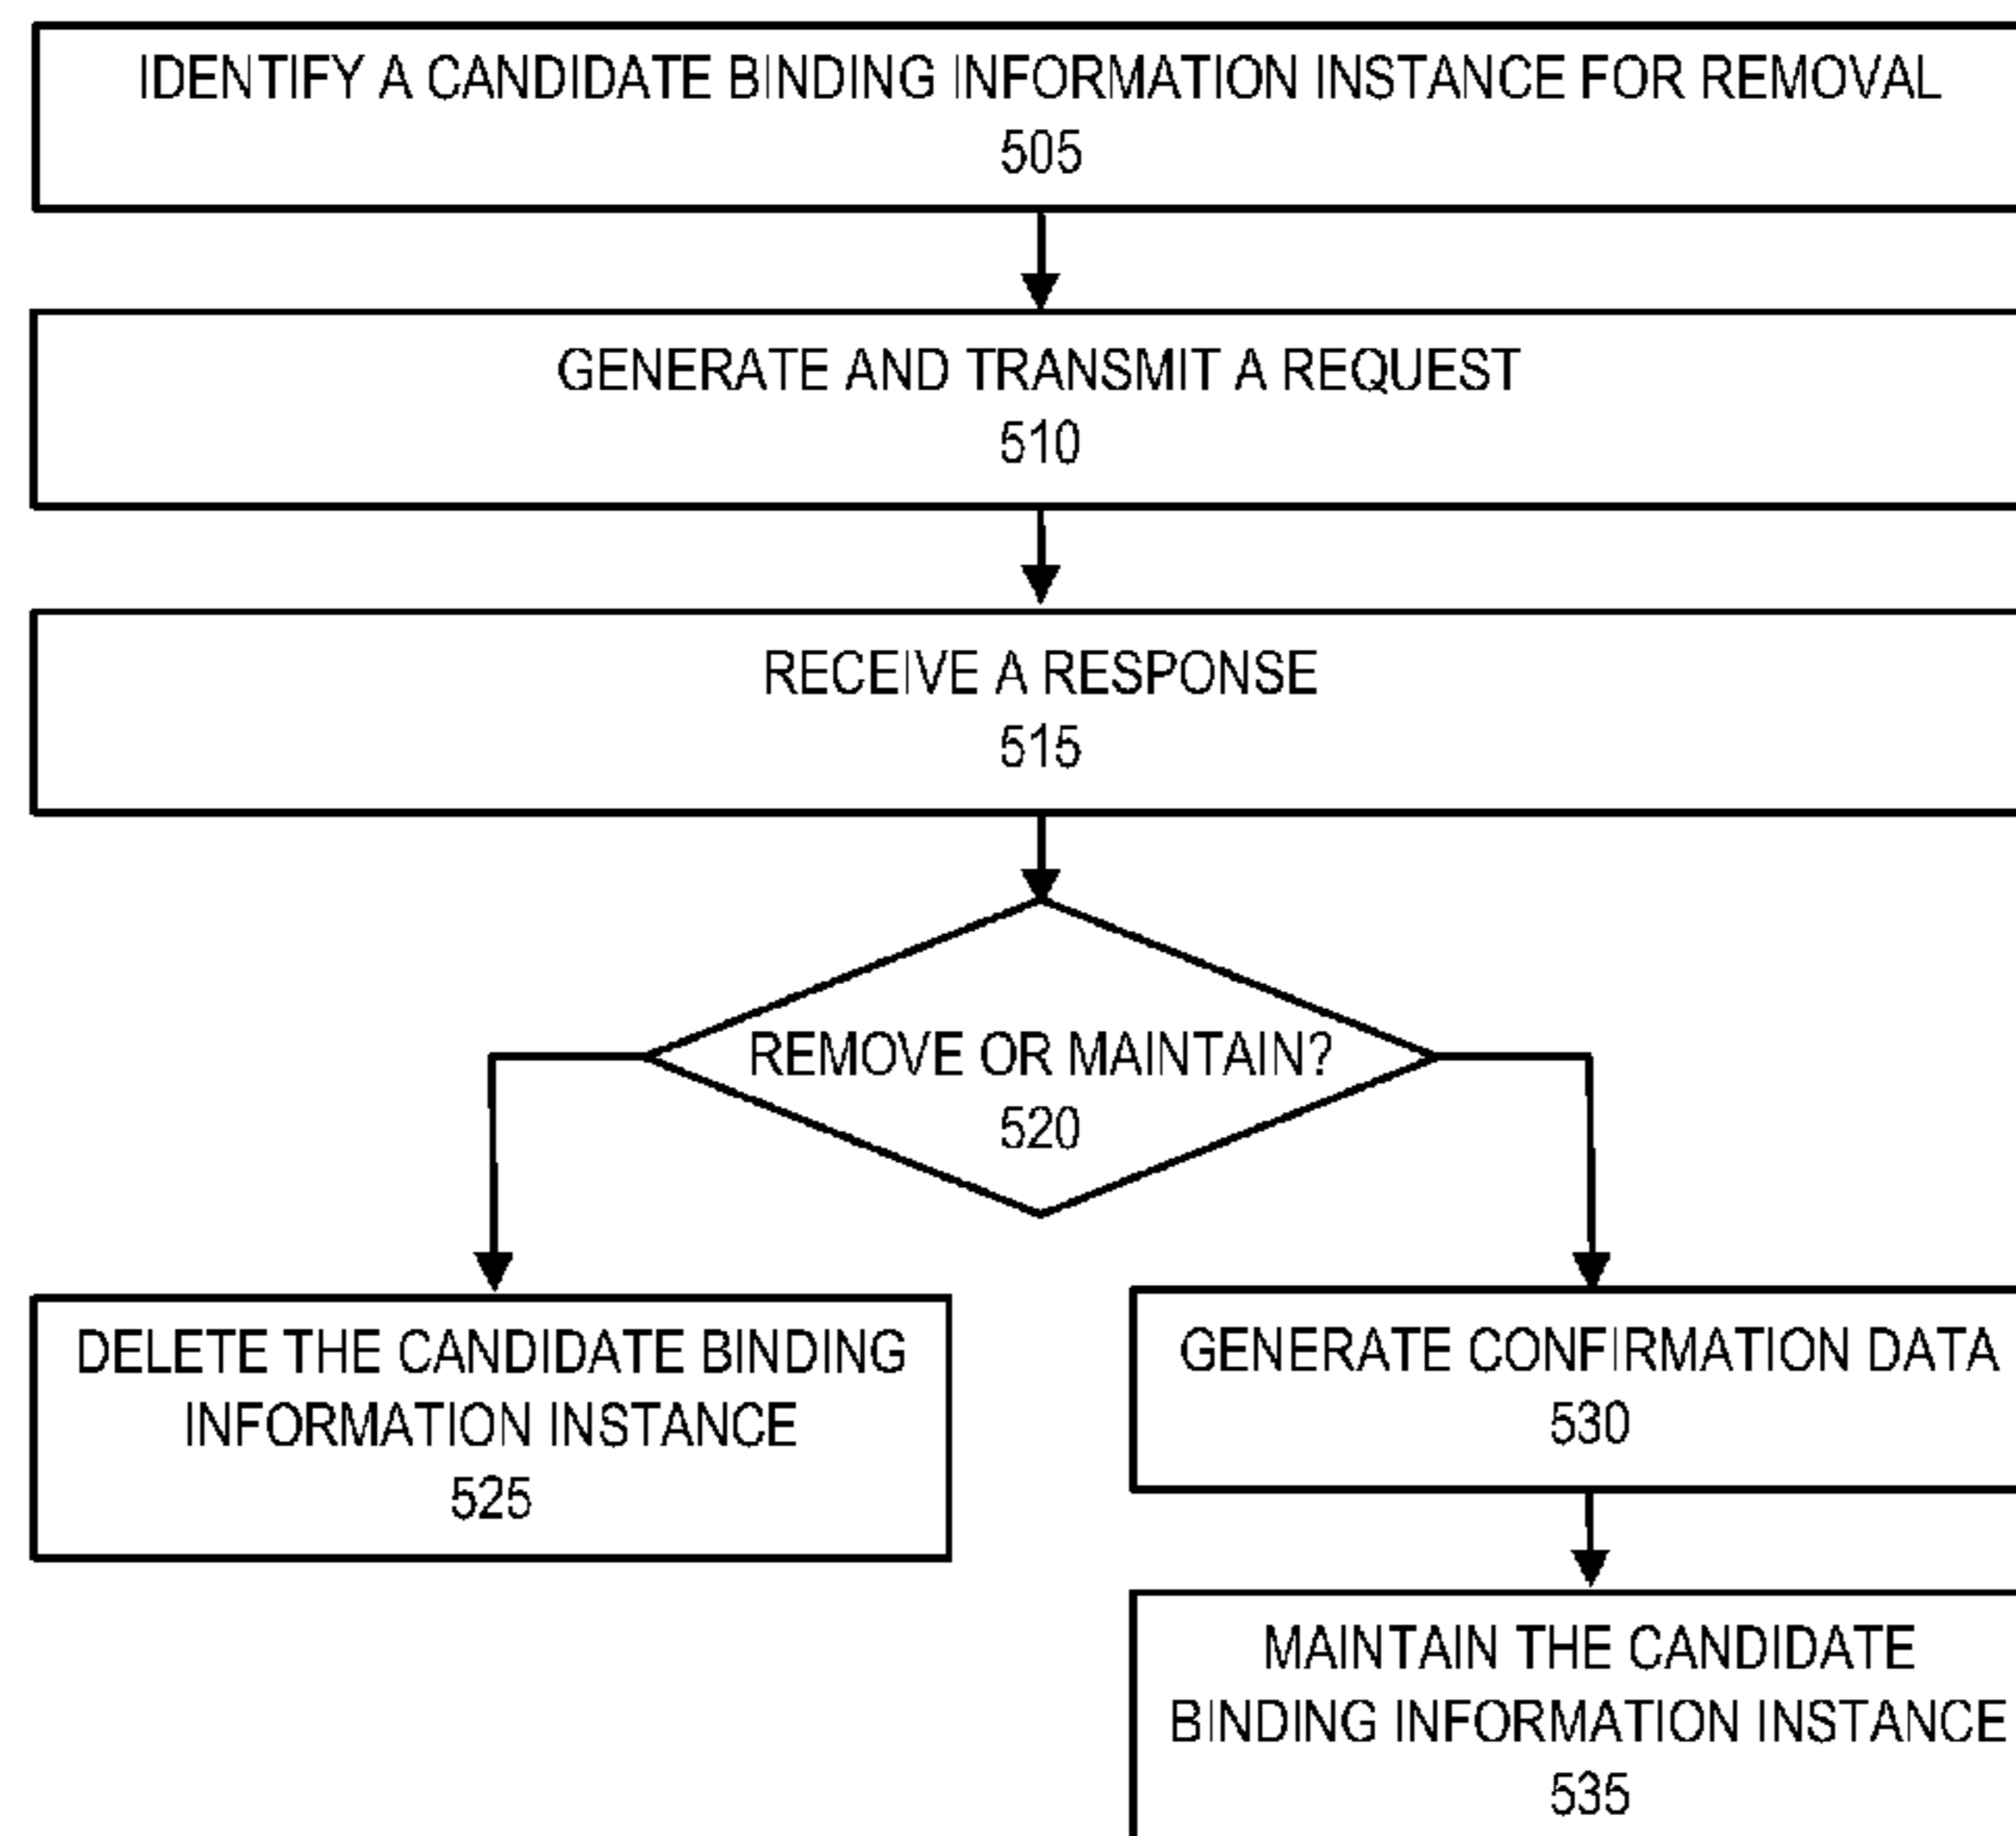 IDENTIFY A CANDIDATE BINDING INFORMATION INSTANCE FOR REMOVAL
505
GENERATE AND TRANSMIT A REQUEST
510
RECEIVE A RESPONSE
515
REMOVE OR MAINTAIN?
520
DELETE THE CANDIDATE BINDING
INFORMATION INSTANCE
525
GENERATE CONFIRMATION DATA
530
MAINTAIN THE CANDIDATE
BINDING INFORMATION INSTANCE
535